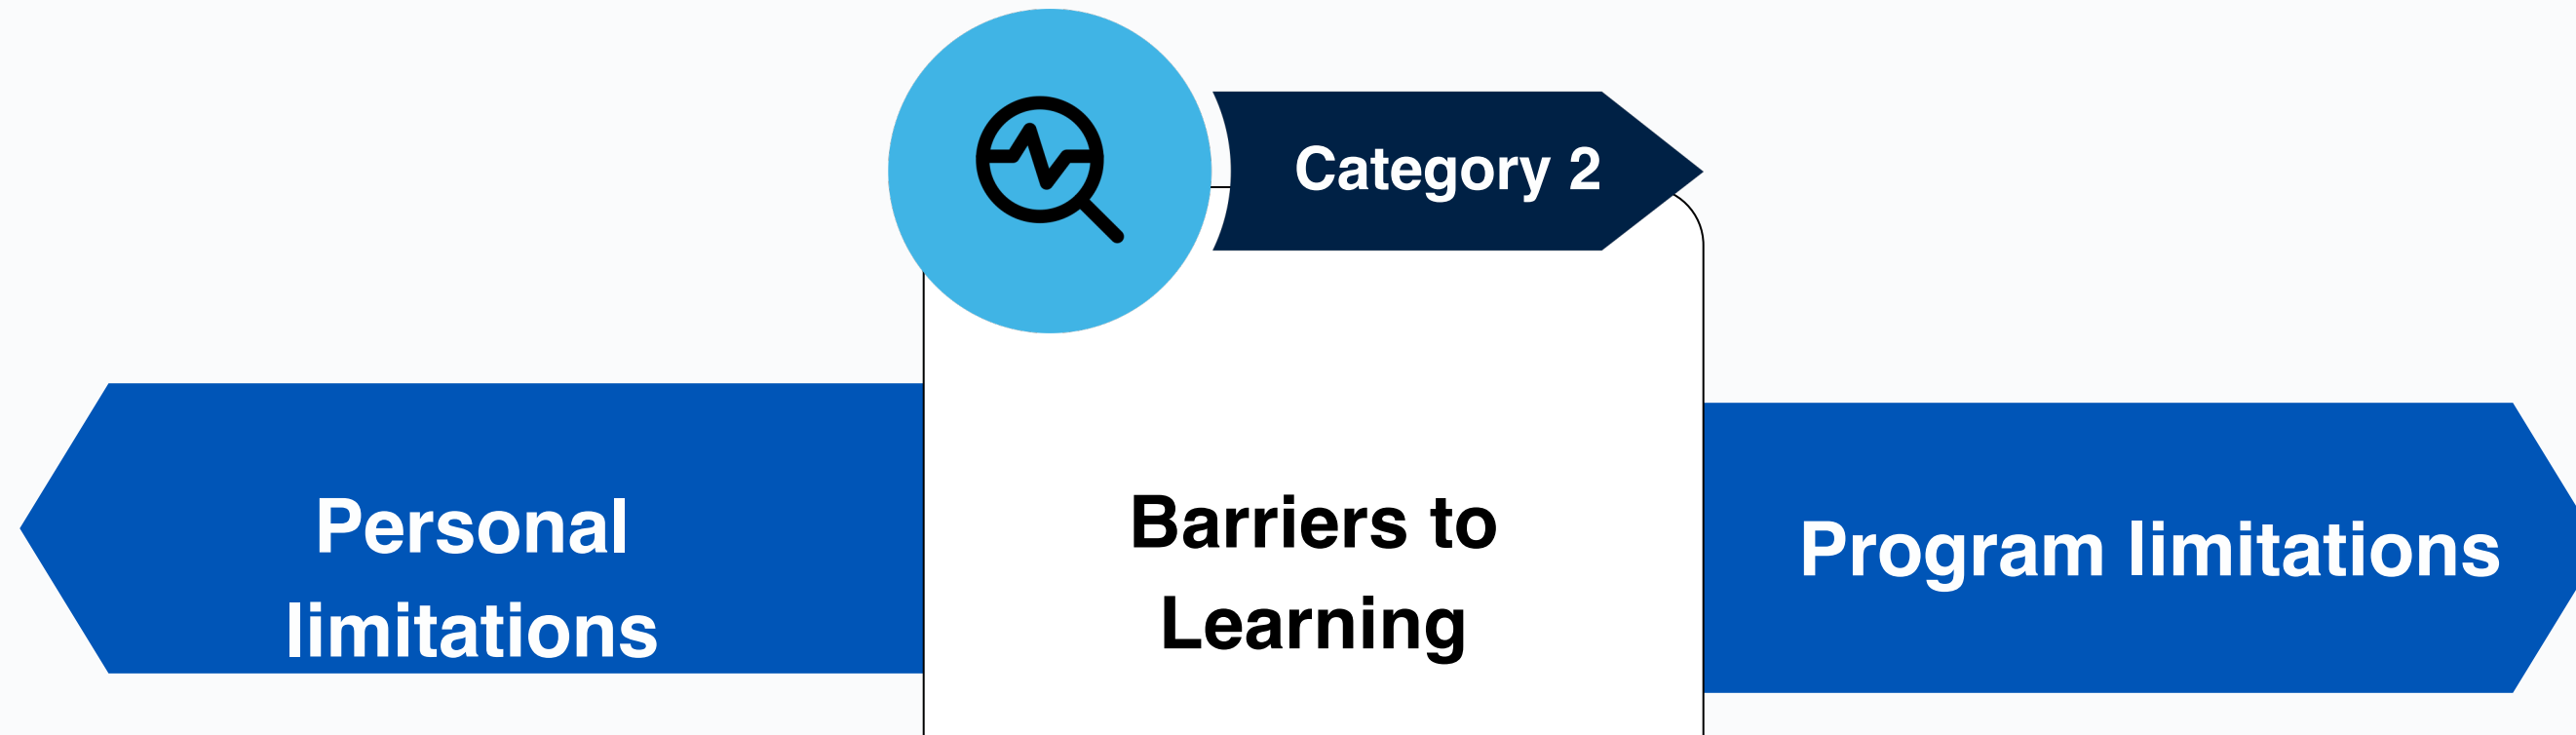 Category 2
Personal
limitations
Barriers to
Learning
Program limitations